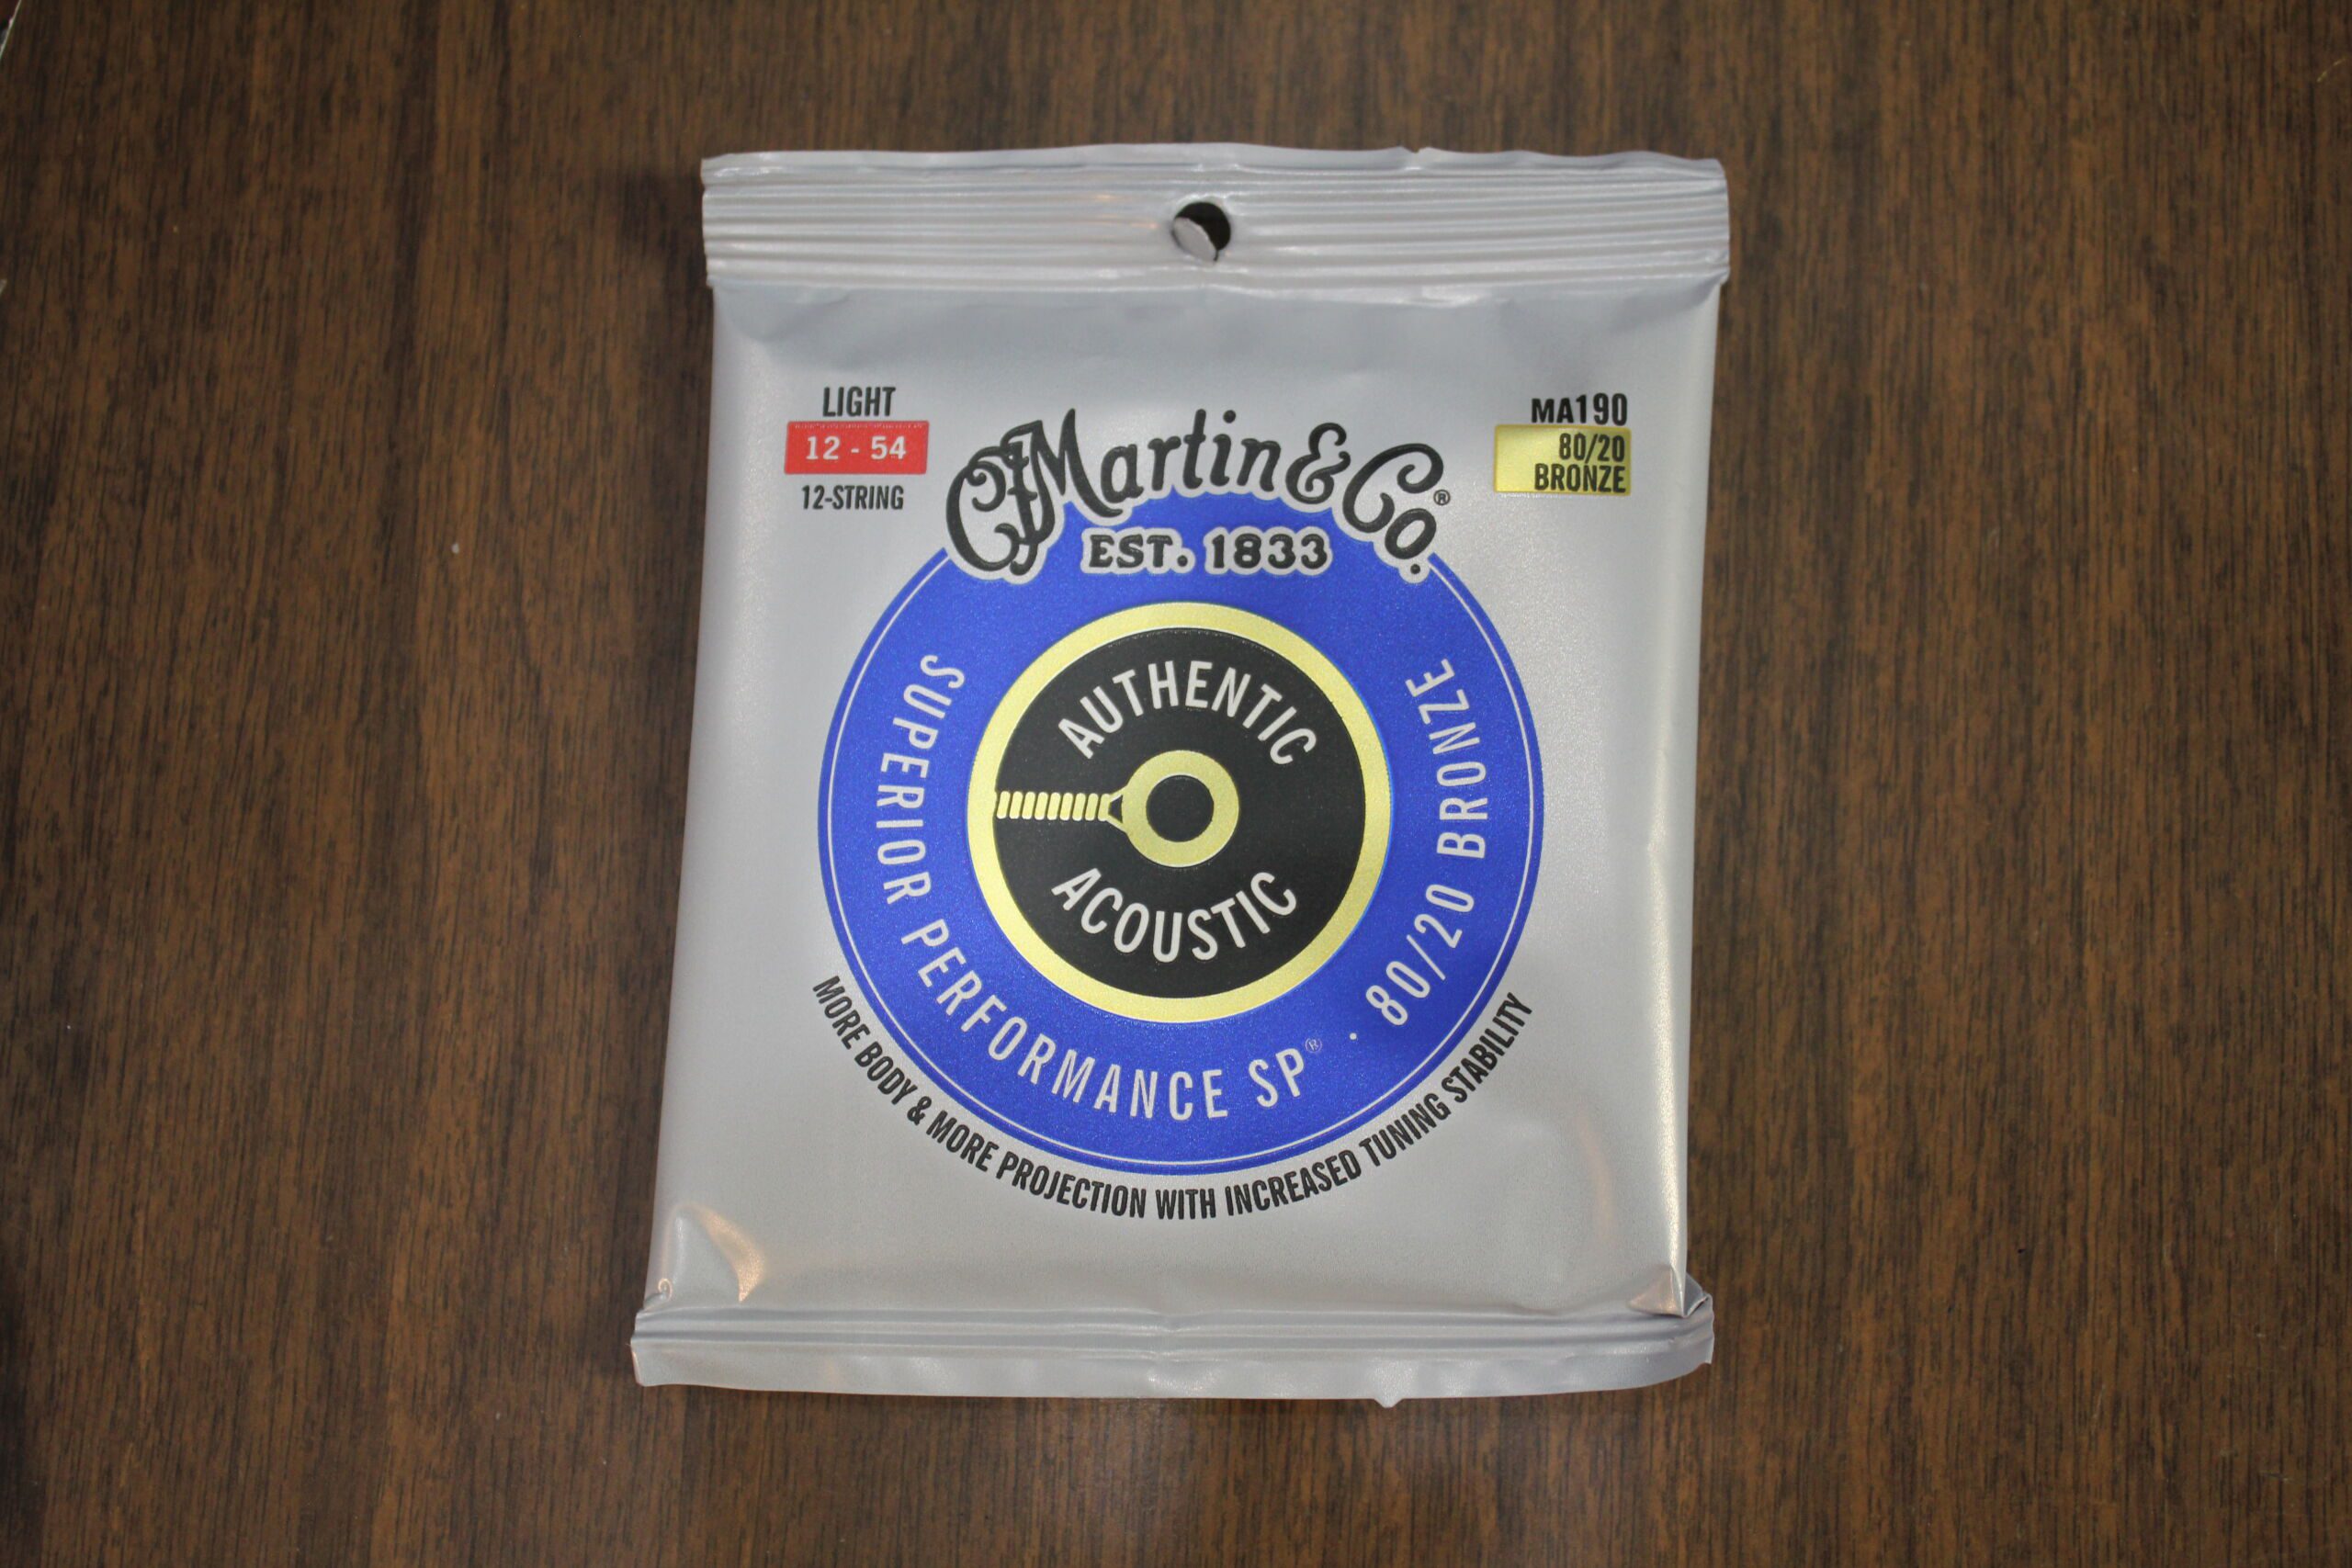 LIGHT
12 - 54
12-STRING
MA190
80/20
BRONZE
CF Martin & Co.®
EST. 1833
AUTHENTIC
ACOUSTIC
SUPERIOR PERFORMANCE SP® · 80/20 BRONZE
MORE BODY & MORE PROJECTION WITH INCREASED TUNING STABILITY